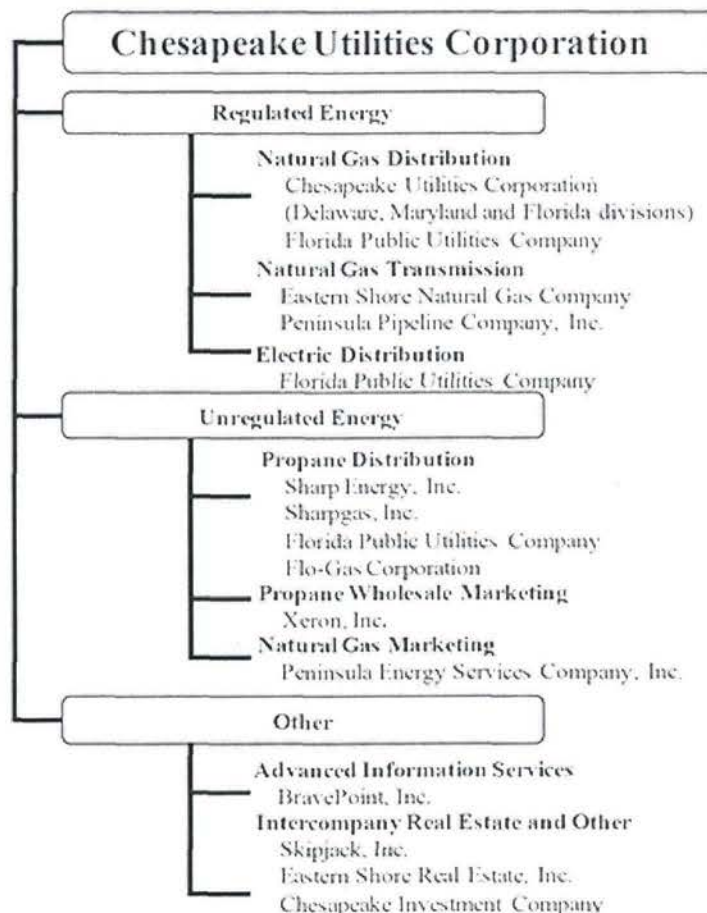 Chesapeake Utilities Corporation
Regulated Energy
Natural Gas Distribution
Chesapeake Utilities Corporation
(Delaware, Maryland and Florida divisions)
Florida Public Utilities Company
Natural Gas Transmission
Eastern Shore Natural Gas Company
Peninsula Pipeline Company, Inc.
Electric Distribution
Florida Public Utilities Company
Unregulated Energy
Propane Distribution
Sharp Energy, Inc.
Sharpgas, Inc.
Florida Public Utilities Company
Flo-Gas Corporation
Propane Wholesale Marketing
Xeron, Inc.
Natural Gas Marketing
Peninsula Energy Services Company, Inc.
Other
Advanced Information Services
BravePoint, Inc.
Intercompany Real Estate and Other
Skipjack, Inc.
Eastern Shore Real Estate, Inc.
Chesapeake Investment Company